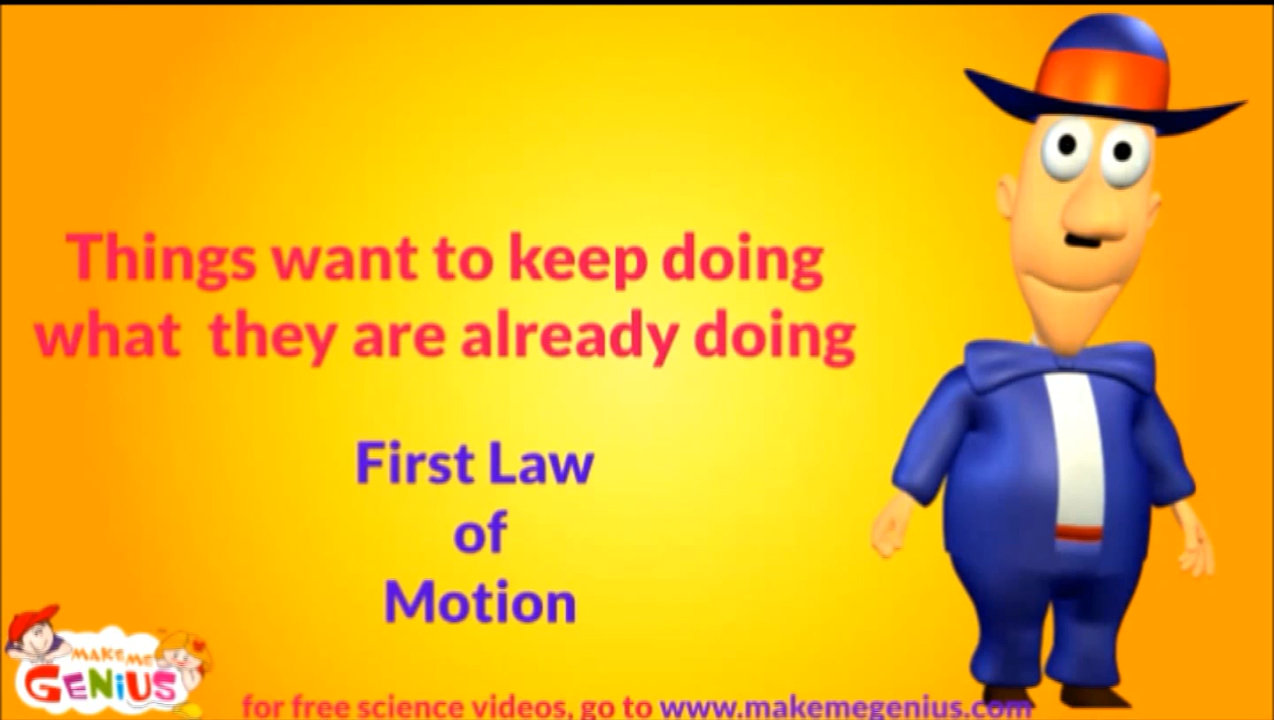 Things want to keep doing
what they are already doing
First Law
of
Motion
MAKE ME
GENiUS
for free science videos, go to www.makemegenius.com